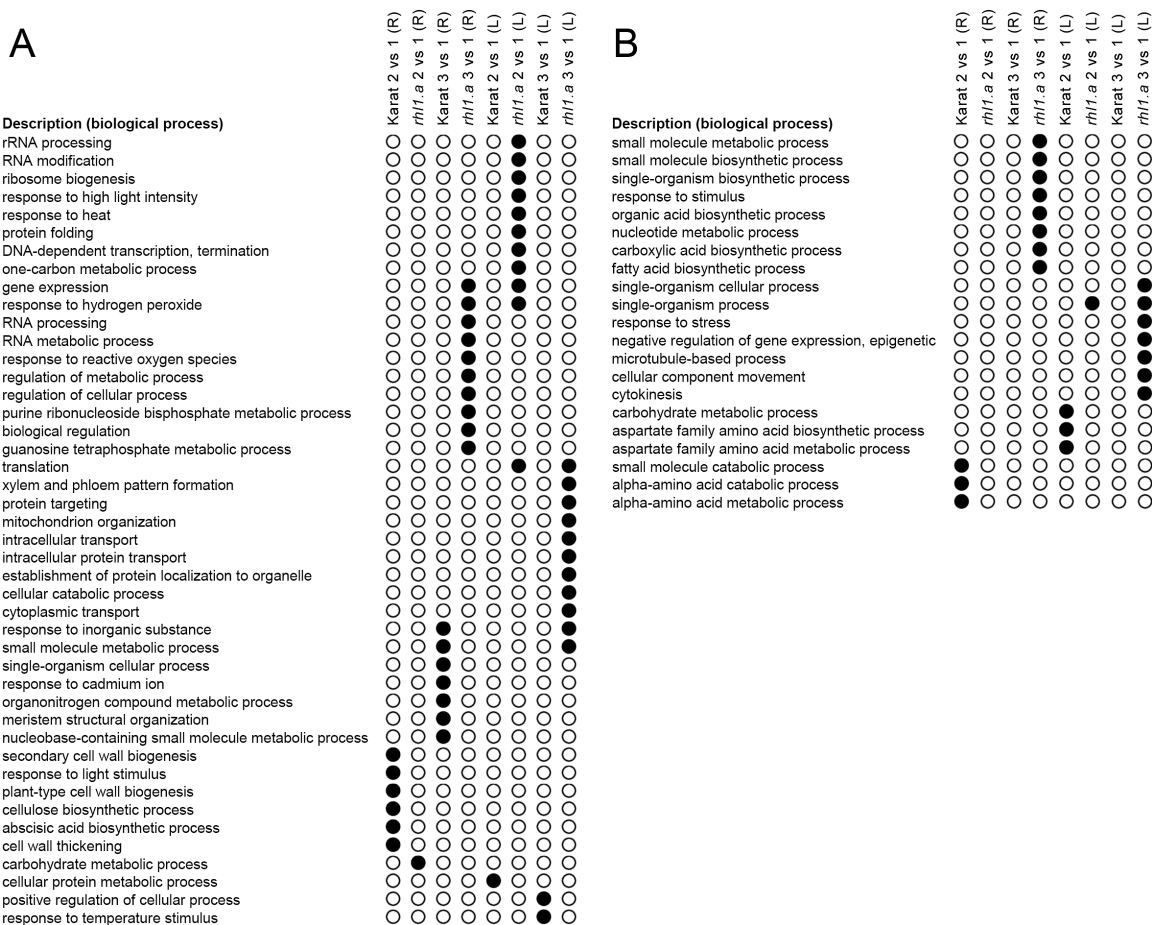 A
Karat 2 vs 1 (R)
rhl1.a 2 vs 1 (R)
Karat 3 vs 1 (R)
rhl1.a 3 vs 1 (R)
Karat 2 vs 1 (L)
rhl1.a 2 vs 1 (L)
Karat 3 vs 1 (L)
rhl1.a 3 vs 1 (L)
Description (biological process)
rRNA processing
RNA modification
ribosome biogenesis
response to high light intensity
response to heat
protein folding
DNA-dependent transcription, termination
one-carbon metabolic process
gene expression
response to hydrogen peroxide
RNA processing
RNA metabolic process
response to reactive oxygen species
regulation of metabolic process
regulation of cellular process
purine ribonucleoside bisphosphate metabolic process
biological regulation
guanosine tetraphosphate metabolic process
translation
xylem and phloem pattern formation
protein targeting
mitochondrion organization
intracellular transport
intracellular protein transport
establishment of protein localization to organelle
cellular catabolic process
cytoplasmic transport
response to inorganic substance
small molecule metabolic process
single-organism cellular process
response to cadmium ion
organonitrogen compound metabolic process
meristem structural organization
nucleobase-containing small molecule metabolic process
secondary cell wall biogenesis
response to light stimulus
plant-type cell wall biogenesis
cellulose biosynthetic process
abscisic acid biosynthetic process
cell wall thickening
carbohydrate metabolic process
cellular protein metabolic process
positive regulation of cellular process
response to temperature stimulus
B
Karat 2 vs 1 (R)
rhl1.a 2 vs 1 (R)
Karat 3 vs 1 (R)
rhl1.a 3 vs 1 (R)
Karat 2 vs 1 (L)
rhl1.a 2 vs 1 (L)
Karat 3 vs 1 (L)
rhl1.a 3 vs 1 (L)
Description (biological process)
small molecule metabolic process
small molecule biosynthetic process
single-organism biosynthetic process
response to stimulus
organic acid biosynthetic process
nucleotide metabolic process
carboxylic acid biosynthetic process
fatty acid biosynthetic process
single-organism cellular process
single-organism process
response to stress
negative regulation of gene expression, epigenetic
microtubule-based process
cellular component movement
cytokinesis
carbohydrate metabolic process
aspartate family amino acid biosynthetic process
aspartate family amino acid metabolic process
small molecule catabolic process
alpha-amino acid catabolic process
alpha-amino acid metabolic process